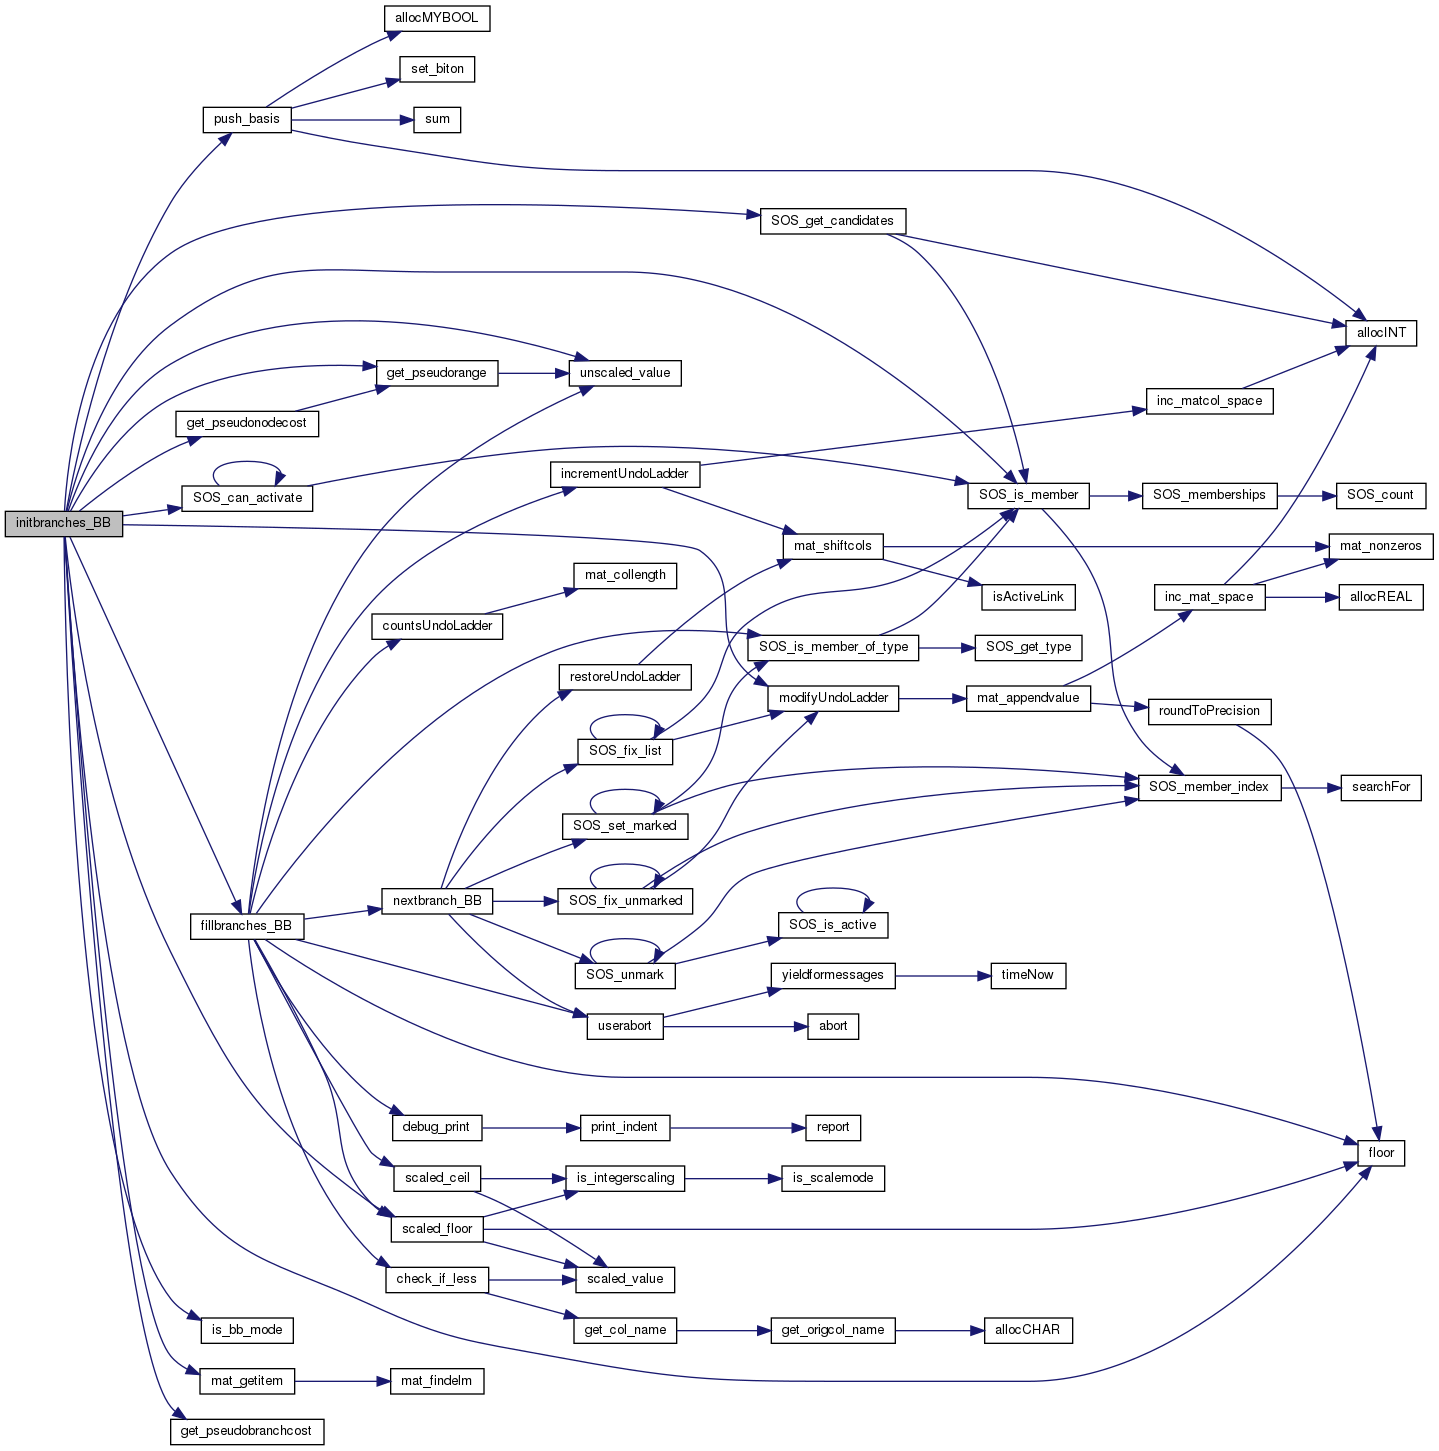 allocMYBOOL
set_biton
push_basis
sum
SOS_get_candidates
allocINT
get_pseudorange
unscaled_value
inc_matcol_space
get_pseudonodecost
incrementUndoLadder
SOS_can_activate
SOS_is_member
SOS_memberships
SOS_count
initbranches_BB
mat_shiftcols
mat_nonzeros
mat_collength
isActiveLink
inc_mat_space
allocREAL
countsUndoLadder
SOS_is_member_of_type
SOS_get_type
restoreUndoLadder
modifyUndoLadder
mat_appendvalue
roundToPrecision
SOS_fix_list
SOS_member_index
searchFor
SOS_set_marked
nextbranch_BB
SOS_fix_unmarked
fillbranches_BB
SOS_is_active
SOS_unmark
yieldformessages
timeNow
userabort
abort
debug_print
print_indent
report
floor
scaled_ceil
is_integerscaling
is_scalemode
scaled_floor
check_if_less
scaled_value
is_bb_mode
get_col_name
get_origcol_name
allocCHAR
mat_getitem
mat_findelm
get_pseudobranchcost